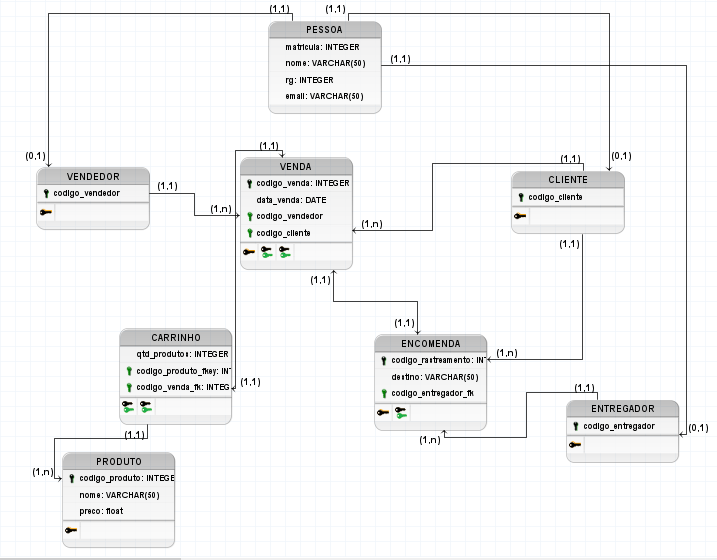 (1,1)
(1,1)
PESSOA
matricula: INTEGER
nome: VARCHAR(50)
rg: INTEGER
email: VARCHAR(50)
(1,1)
(0,1)
(1,1)
(1,1)
(0,1)
VENDEDOR
codigo_vendedor
(1,1)
(1,n)
VENDA
codigo_venda: INTEGER
data_venda: DATE
codigo_vendedor
codigo_cliente
(1,n)
CLIENTE
codigo_cliente
(1,1)
(1,1)
(1,1)
CARRINHO
qtd_produtos: INTEGER
codigo_produto_fkey: INT
codigo_venda_fk: INTEG
(1,1)
(1,1)
ENCOMENDA
codigo_rastreamento: INT
destino: VARCHAR(50)
codigo_entregador_fk
(1,n)
(1,n)
(1,1)
ENTREGADOR
codigo_entregador
(0,1)
(1,n)
PRODUTO
codigo_produto: INTEGE
nome: VARCHAR(50)
preco: float